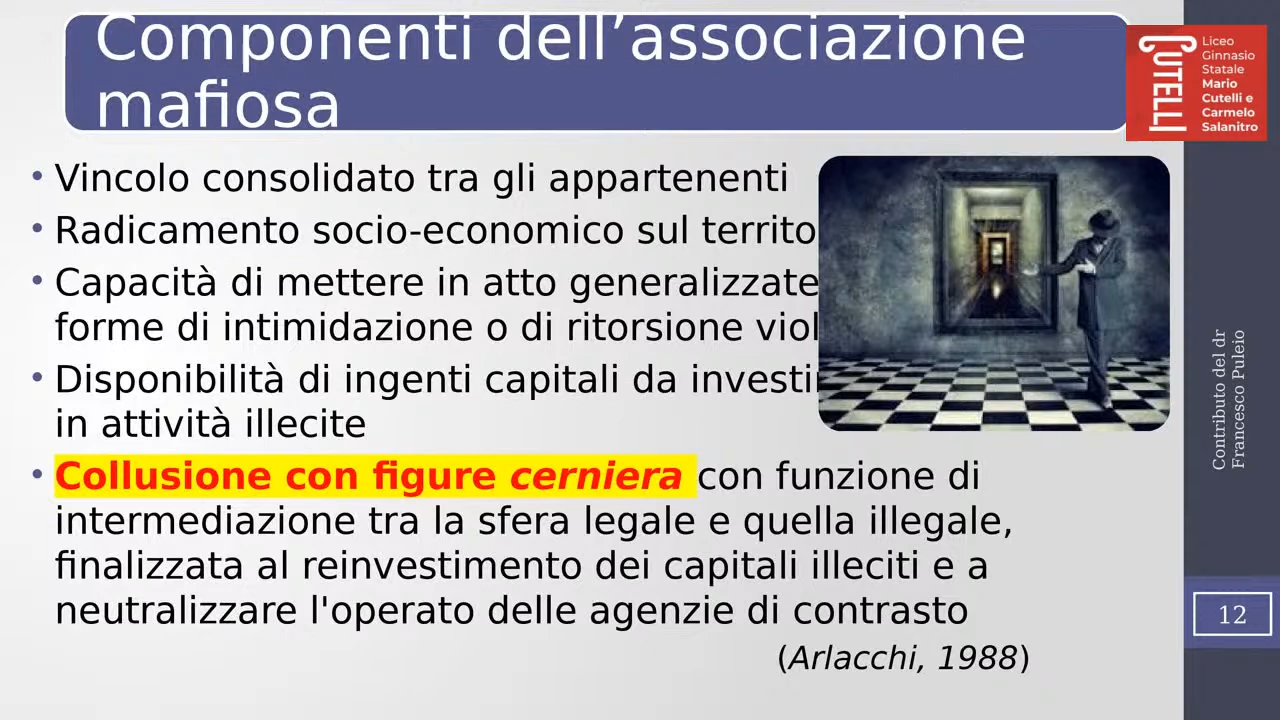 Componenti dell’associazione
mafiosa
CUTELLI
Liceo
Ginnasio
Statale
Mario
Cutelli e
Carmelo
Salanitro
• Vincolo consolidato tra gli appartenenti
• Radicamento socio-economico sul territo
• Capacità di mettere in atto generalizzate
forme di intimidazione o di ritorsione viol
• Disponibilità di ingenti capitali da investi
in attività illecite
• Collusione con figure cerniera con funzione di
intermediazione tra la sfera legale e quella illegale,
finalizzata al reinvestimento dei capitali illeciti e a
neutralizzare l'operato delle agenzie di contrasto
(Arlacchi, 1988)
Contributo del dr
Francesco Puleio
12